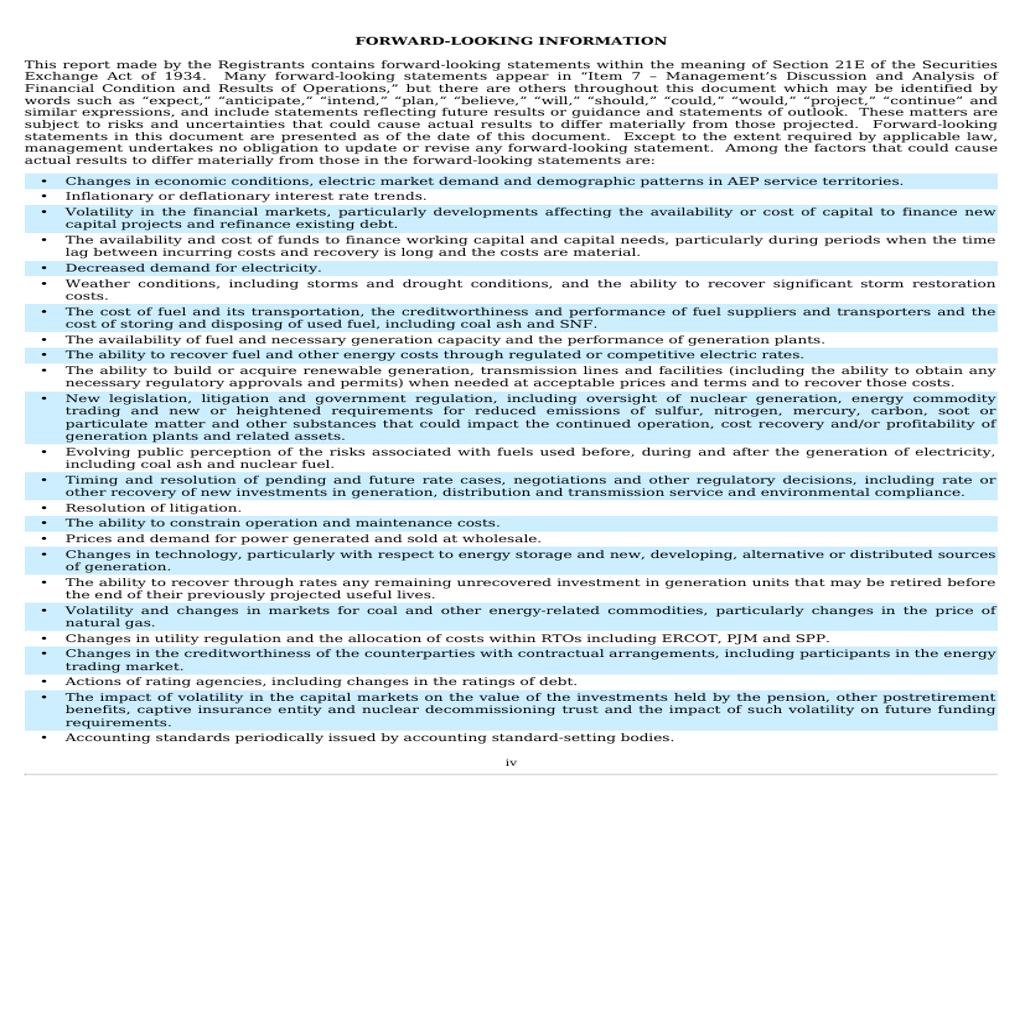 FORWARD-LOOKING INFORMATION
This report made by the Registrants contains forward-looking statements within the meaning of Section 21E of the Securities
Exchange Act of 1934.  Many forward-looking statements appear in “Item 7 – Management’s Discussion and Analysis of
Financial Condition and Results of Operations,” but there are others throughout this document which may be identified by
words such as “expect,” “anticipate,” “intend,” “plan,” “believe,” “will,” “should,” “could,” “would,” “project,” “continue” and
similar expressions, and include statements reflecting future results or guidance and statements of outlook.  These matters are
subject to risks and uncertainties that could cause actual results to differ materially from those projected.  Forward-looking
statements in this document are presented as of the date of this document.  Except to the extent required by applicable law,
management undertakes no obligation to update or revise any forward-looking statement.  Among the factors that could cause
actual results to differ materially from those in the forward-looking statements are:
• Changes in economic conditions, electric market demand and demographic patterns in AEP service territories.
• Inflationary or deflationary interest rate trends.
• Volatility in the financial markets, particularly developments affecting the availability or cost of capital to finance new
capital projects and refinance existing debt.
• The availability and cost of funds to finance working capital and capital needs, particularly during periods when the time
lag between incurring costs and recovery is long and the costs are material.
• Decreased demand for electricity.
• Weather conditions, including storms and drought conditions, and the ability to recover significant storm restoration
costs.
• The cost of fuel and its transportation, the creditworthiness and performance of fuel suppliers and transporters and the
cost of storing and disposing of used fuel, including coal ash and SNF.
• The availability of fuel and necessary generation capacity and the performance of generation plants.
• The ability to recover fuel and other energy costs through regulated or competitive electric rates.
• The ability to build or acquire renewable generation, transmission lines and facilities (including the ability to obtain any
necessary regulatory approvals and permits) when needed at acceptable prices and terms and to recover those costs.
• New legislation, litigation and government regulation, including oversight of nuclear generation, energy commodity
trading and new or heightened requirements for reduced emissions of sulfur, nitrogen, mercury, carbon, soot or
particulate matter and other substances that could impact the continued operation, cost recovery and/or profitability of
generation plants and related assets.
• Evolving public perception of the risks associated with fuels used before, during and after the generation of electricity,
including coal ash and nuclear fuel.
• Timing and resolution of pending and future rate cases, negotiations and other regulatory decisions, including rate or
other recovery of new investments in generation, distribution and transmission service and environmental compliance.
• Resolution of litigation.
• The ability to constrain operation and maintenance costs.
• Prices and demand for power generated and sold at wholesale.
• Changes in technology, particularly with respect to energy storage and new, developing, alternative or distributed sources
of generation.
• The ability to recover through rates any remaining unrecovered investment in generation units that may be retired before
the end of their previously projected useful lives.
• Volatility and changes in markets for coal and other energy-related commodities, particularly changes in the price of
natural gas.
• Changes in utility regulation and the allocation of costs within RTOs including ERCOT, PJM and SPP.
• Changes in the creditworthiness of the counterparties with contractual arrangements, including participants in the energy
trading market.
• Actions of rating agencies, including changes in the ratings of debt.
• The impact of volatility in the capital markets on the value of the investments held by the pension, other postretirement
benefits, captive insurance entity and nuclear decommissioning trust and the impact of such volatility on future funding
requirements.
• Accounting standards periodically issued by accounting standard-setting bodies.
iv